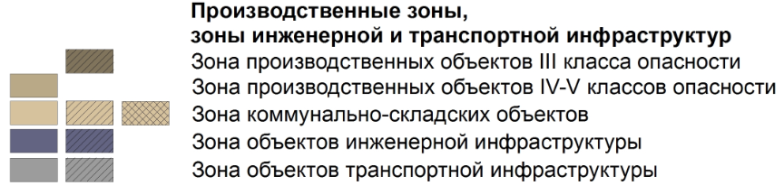 Производственные зоны,
зоны инженерной и транспортной инфраструктур
Зона производственных объектов III класса опасности
Зона производственных объектов IV-V классов опасности
Зона коммунально-складских объектов
Зона объектов инженерной инфраструктуры
Зона объектов транспортной инфраструктуры